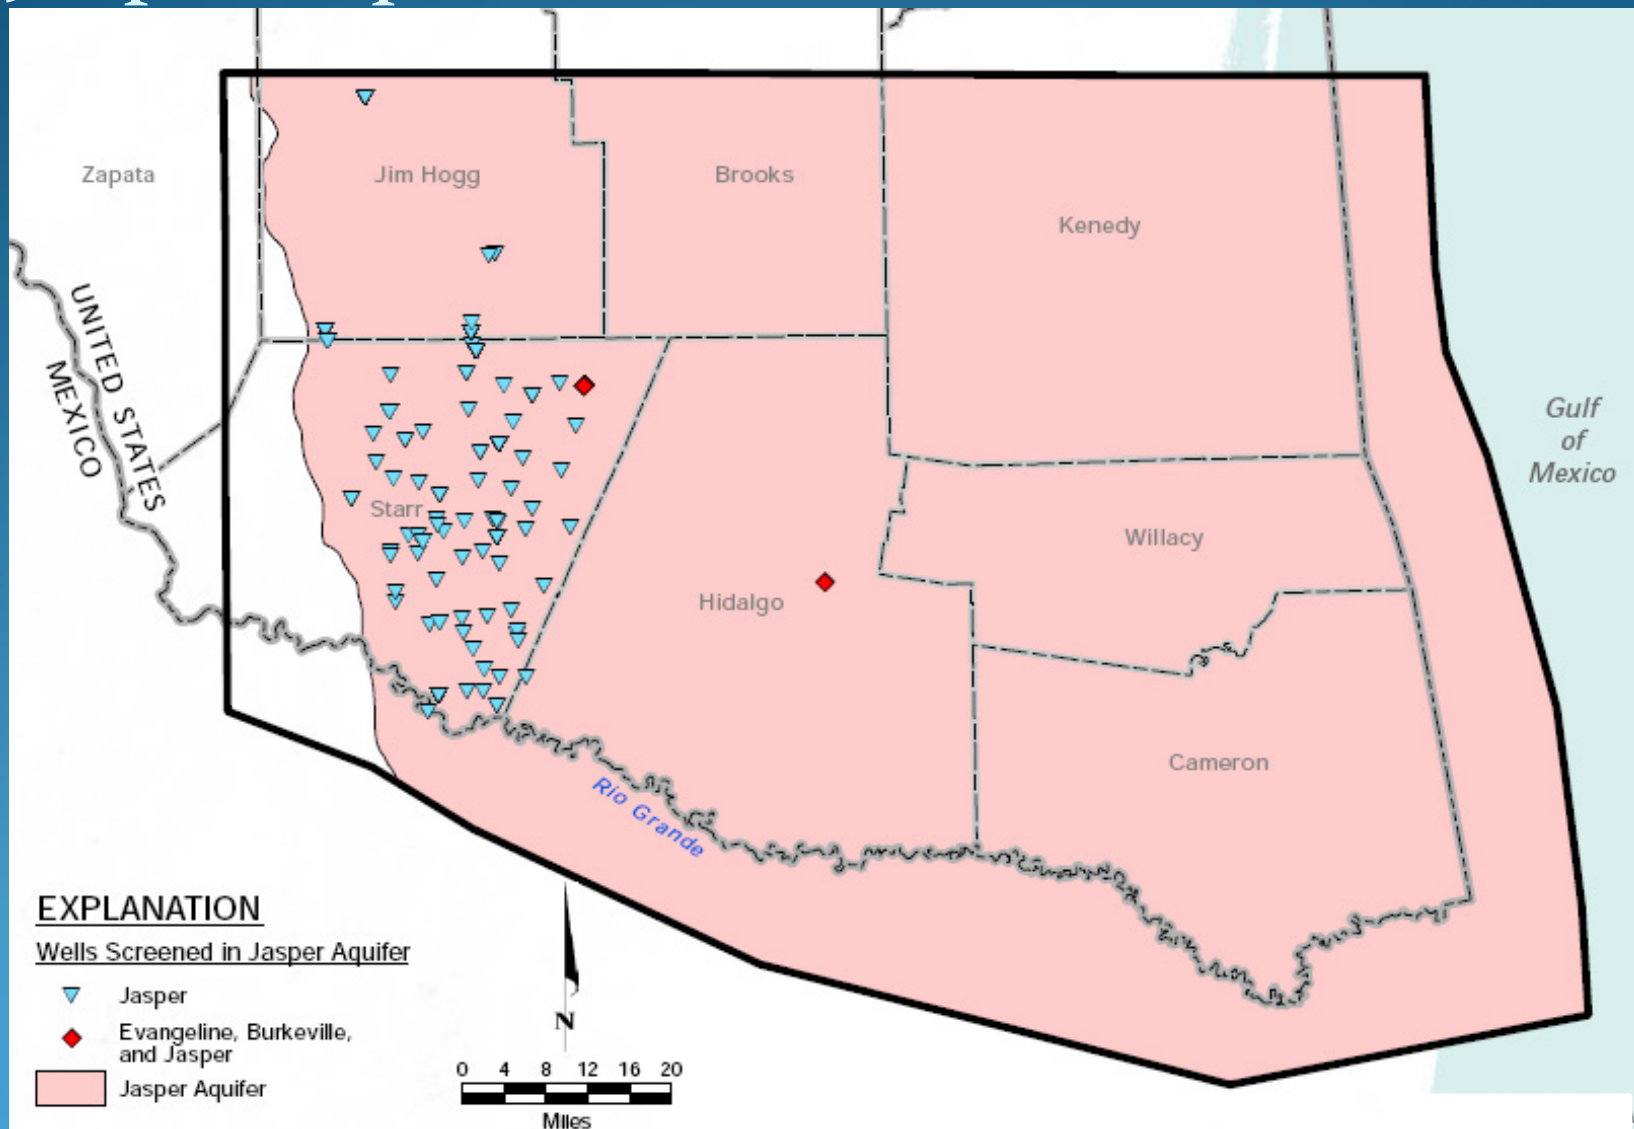 Zapata
Jim Hogg
Brooks
Kenedy
UNITED STATES
MEXICO
Gulf
of
Mexico
Starr
Willacy
Hidalgo
Cameron
Rio Grande
EXPLANATION
Wells Screened in Jasper Aquifer
Jasper
Evangeline, Burkeville,
and Jasper
Jasper Aquifer
N
0 4 8 12 16 20
Miles